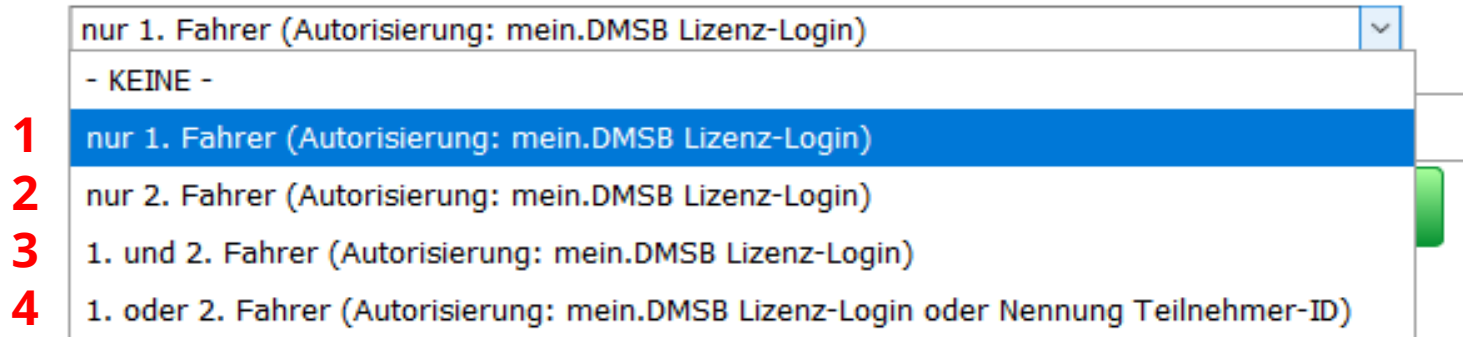 nur 1. Fahrer (Autorisierung: mein.DMSB Lizenz-Login)
- KEINE -
1 nur 1. Fahrer (Autorisierung: mein.DMSB Lizenz-Login)
2 nur 2. Fahrer (Autorisierung: mein.DMSB Lizenz-Login)
3 1. und 2. Fahrer (Autorisierung: mein.DMSB Lizenz-Login)
4 1. oder 2. Fahrer (Autorisierung: mein.DMSB Lizenz-Login oder Nennung Teilnehmer-ID)